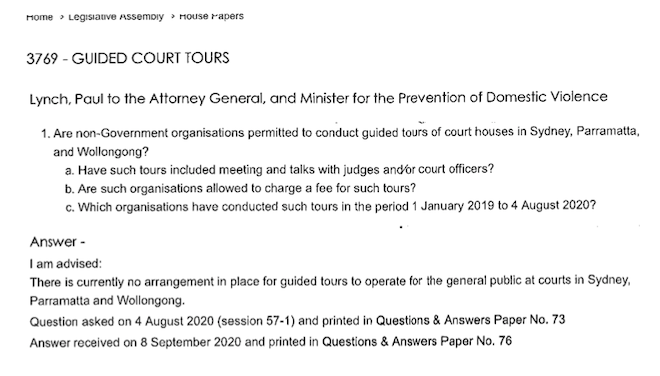 Home > Legislative Assembly > House Papers
3769 - GUIDED COURT TOURS
Lynch, Paul to the Attorney General, and Minister for the Prevention of Domestic Violence
1. Are non-Government organisations permitted to conduct guided tours of court houses in Sydney, Parramatta,
and Wollongong?
a. Have such tours included meeting and talks with judges and/or court officers?
b. Are such organisations allowed to charge a fee for such tours?
c. Which organisations have conducted such tours in the period 1 January 2019 to 4 August 2020?
Answer -
I am advised:
There is currently no arrangement in place for guided tours to operate for the general public at courts in Sydney,
Parramatta and Wollongong.
Question asked on 4 August 2020 (session 57-1) and printed in Questions & Answers Paper No. 73
Answer received on 8 September 2020 and printed in Questions & Answers Paper No. 76